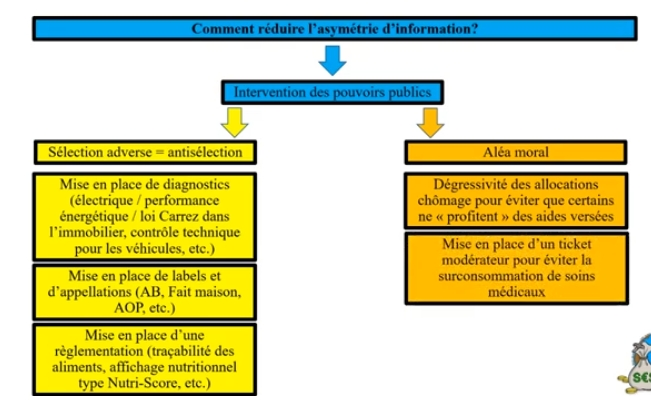 Comment réduire l'asymétrie d'information?
Intervention des pouvoirs publics
Sélection adverse = antisélection
Mise en place de diagnostics
(électrique / performance
énergétique / loi Carrez dans
l'immobilier, contrôle technique
pour les véhicules, etc.)
Mise en place de labels et
d'appellations (AB, Fait maison,
AOP, etc.)
Mise en place d'une
règlementation (traçabilité des
aliments, affichage nutritionnel
type Nutri-Score, etc.)
Aléa moral
Dégressivité des allocations
chômage pour éviter que certains
ne « profitent » des aides versées
Mise en place d'un ticket
modérateur pour éviter la
surconsommation de soins
médicaux